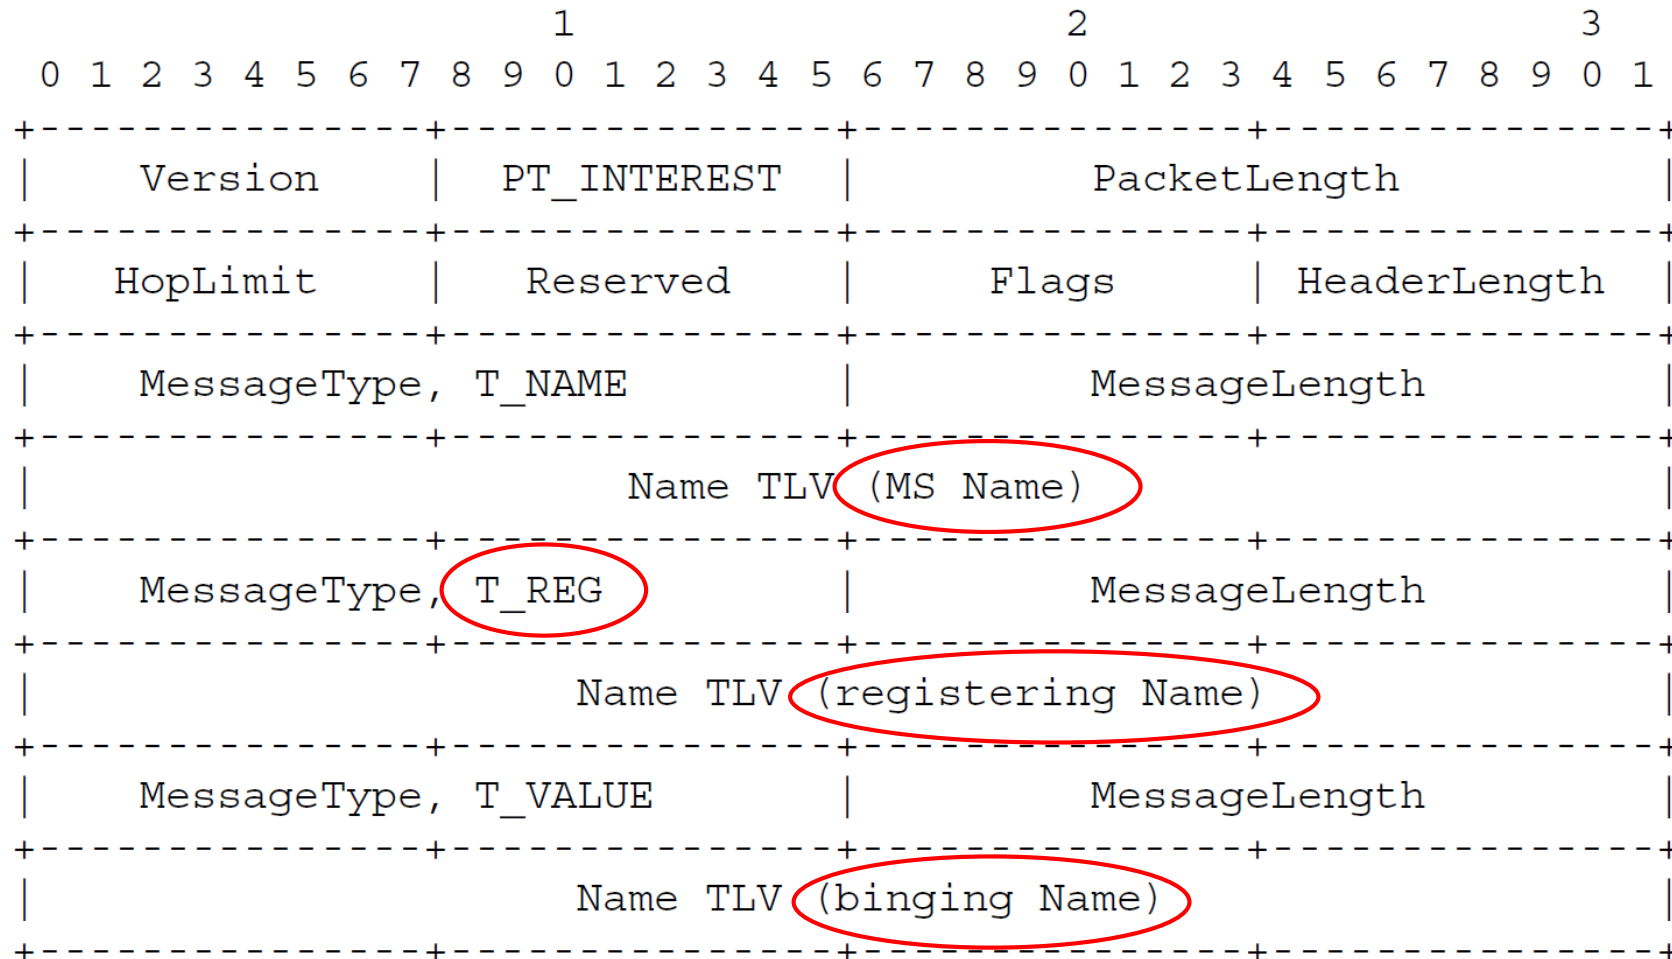 1 2 3
0 1 2 3 4 5 6 7 8 9 0 1 2 3 4 5 6 7 8 9 0 1 2 3 4 5 6 7 8 9 0 1
+---------------+---------------+---------------+---------------+
| Version | PT_INTEREST | PacketLength |
+---------------+---------------+---------------+---------------+
| HopLimit | Reserved | Flags | HeaderLength |
+---------------+---------------+---------------+---------------+
| MessageType, T_NAME | MessageLength |
+---------------+---------------+---------------+---------------+
| Name TLV (MS Name) |
+---------------+---------------+---------------+---------------+
| MessageType, T_REG | MessageLength |
+---------------+---------------+---------------+---------------+
| Name TLV (registering Name) |
+---------------+---------------+---------------+---------------+
| MessageType, T_VALUE | MessageLength |
+---------------+---------------+---------------+---------------+
| Name TLV (binging Name) |
+---------------+---------------+---------------+---------------+